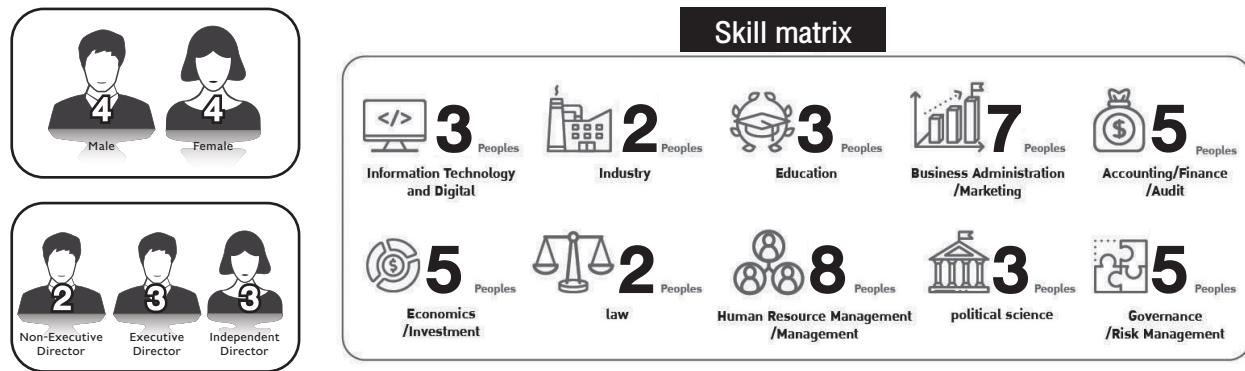 4
4
Male
Female
2
3
3
Non-Executive
Director
Executive
Director
Independent
Director
Skill matrix
</>
3 Peoples
Information Technology
and Digital
2 Peoples
Industry
3 Peoples
Education
7 Peoples
Business Administration
/Marketing
$
5 Peoples
Accounting/Finance
/Audit
$
5 Peoples
Economics
/Investment
2 Peoples
law
8 Peoples
Human Resource Management
/Management
3 Peoples
political science
5 Peoples
Governance
/Risk Management